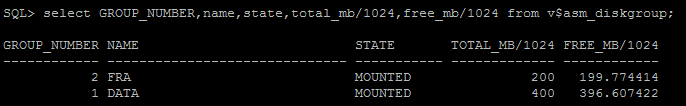 SQL> select GROUP_NUMBER,name,state,total_mb/1024,free_mb/1024 from v$asm_diskgroup;
GROUP_NUMBER NAME STATE TOTAL_MB/1024 FREE_MB/1024
------------ ------------------------------ ----------- ------------- ------------
2 FRA MOUNTED 200 199.774414
1 DATA MOUNTED 400 396.607422